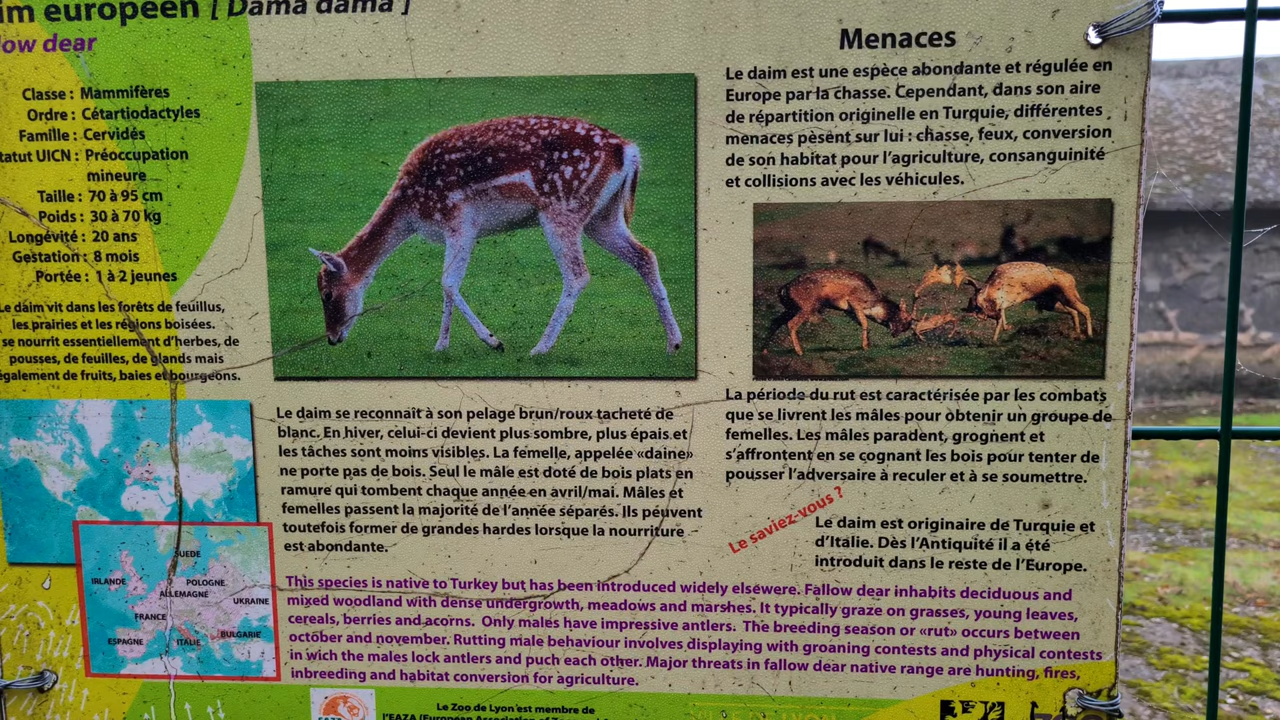 im européen [ Dama dama ]
low dear
Classe : Mammifères
Ordre : Cétartiodactyles
Famille : Cervidés
tatut UICN : Préoccupation
mineure
Taille : 70 à 95 cm
Poids : 30 à 70 kg
Longévité : 20 ans
Gestation : 8 mois
Portée : 1 à 2 jeunes
Le daim vit dans les forêts de feuillus,
les prairies et les régions boisées.
se nourrit essentiellement d'herbes, de
pousses, de feuilles, de glands mais
également de fruits, baies et bourgeons.
SUEDE
IRLANDE
POLOGNE
ALLEMAGNE
UKRAINE
FRANCE
BULGARIE
ESPAGNE
ITALIE
Le daim se reconnaît à son pelage brun/roux tacheté de
blanc. En hiver, celui-ci devient plus sombre, plus épais et
les tâches sont moins visibles. La femelle, appelée «daine»
ne porte pas de bois. Seul le mâle est doté de bois plats en
ramure qui tombent chaque année en avril/mai. Mâles et
femelles passent la majorité de l'année séparés. Ils peuvent
toutefois former de grandes hardes lorsque la nourriture
est abondante.
Menaces
Le daim est une espèce abondante et régulée en
Europe par la chasse. Cependant, dans son aire
de répartition originelle en Turquie, différentes
menaces pèsent sur lui : chasse, feux, conversion
de son habitat pour l'agriculture, consanguinité
et collisions avec les véhicules.
La période du rut est caractérisée par les combats
que se livrent les mâles pour obtenir un groupe de
femelles. Les mâles paradent, grognent et
s'affrontent en se cognant les bois pour tenter de
pousser l'adversaire à reculer et à se soumettre.
Le saviez-vous ?
Le daim est originaire de Turquie et
d'Italie. Dès l'Antiquité il a été
introduit dans le reste de l'Europe.
This species is native to Turkey but has been introduced widely elsewere. Fallow dear inhabits deciduous and
mixed woodland with dense undergrowth, meadows and marshes. It typically graze on grasses, young leaves,
cereals, berries and acorns. Only males have impressive antlers. The breeding season or «rut» occurs between
october and november. Rutting male behaviour involves displaying with groaning contests and physical contests
in wich the males lock antlers and puch each other. Major threats in fallow dear native range are hunting, fires,
inbreeding and habitat conversion for agriculture.
EAZA
Le Zoo de Lyon est membre de
l'EAZA (European Association of